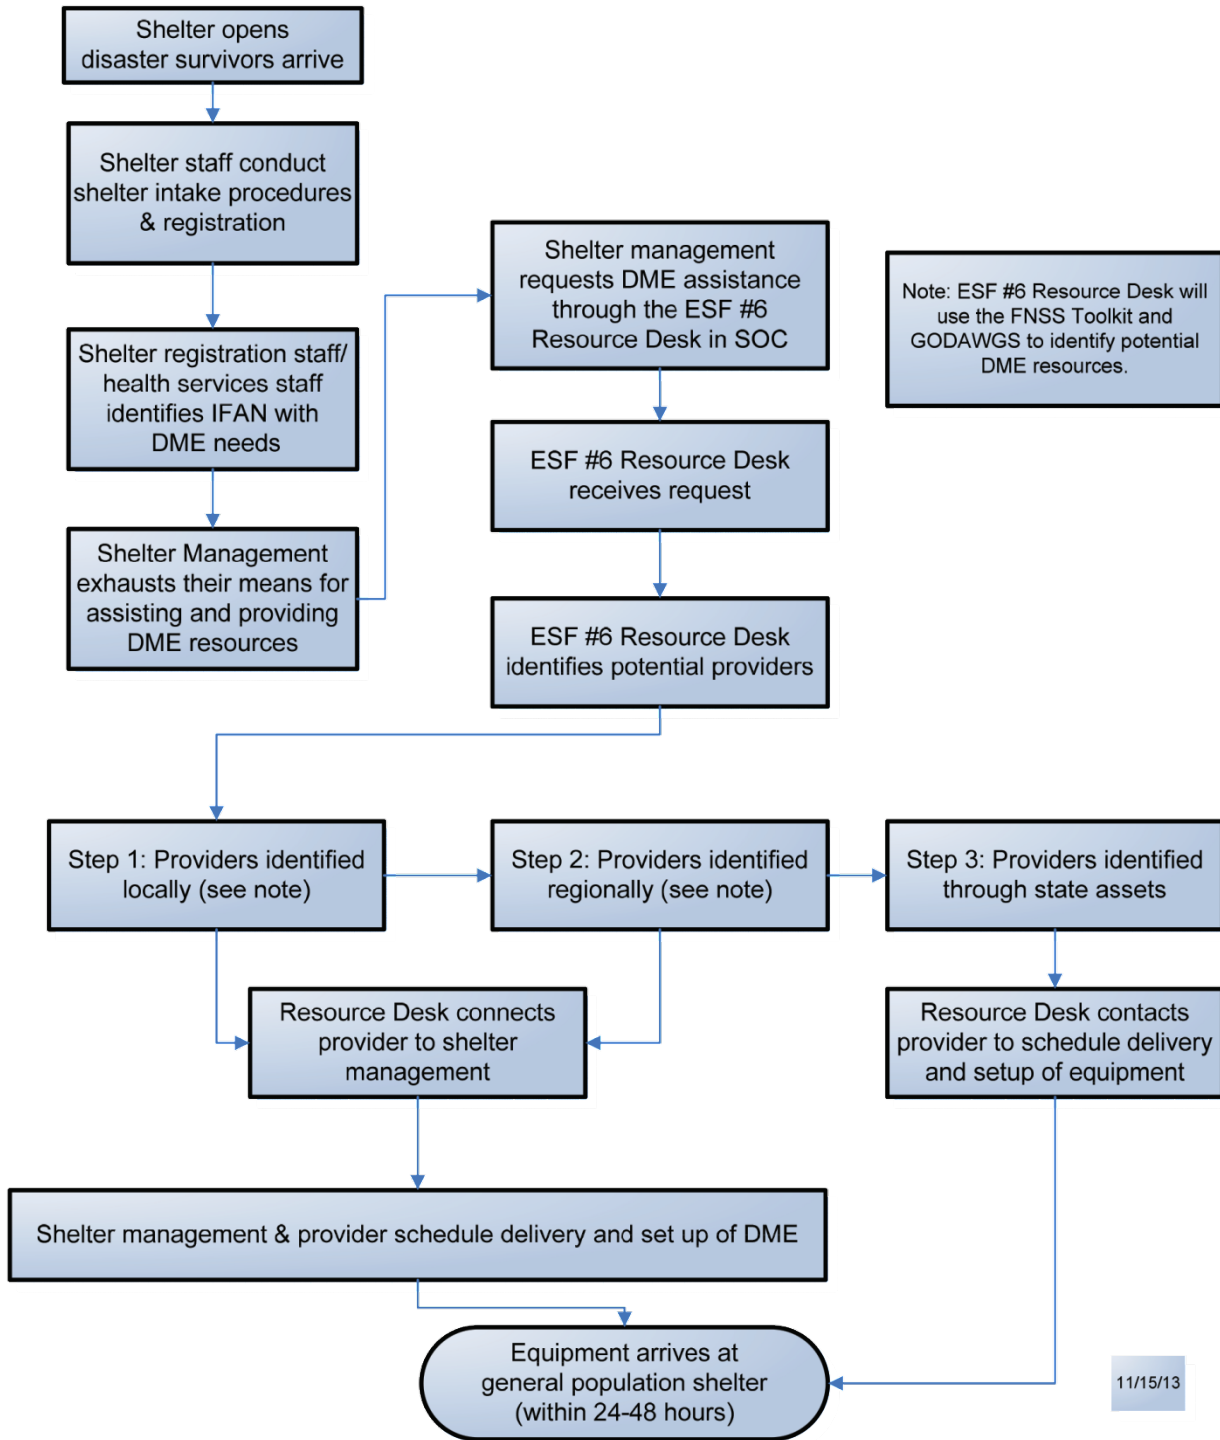 Shelter opens
disaster survivors arrive
Shelter staff conduct
shelter intake procedures
& registration
Shelter registration staff/
health services staff
identifies IFAN with
DME needs
Shelter Management
exhausts their means for
assisting and providing
DME resources
Shelter management
requests DME assistance
through the ESF #6
Resource Desk in SOC
ESF #6 Resource Desk
receives request
ESF #6 Resource Desk
identifies potential providers
Note: ESF #6 Resource Desk will
use the FNSS Toolkit and
GODAWGS to identify potential
DME resources.
Step 1: Providers identified
locally (see note)
Step 2: Providers identified
regionally (see note)
Step 3: Providers identified
through state assets
Resource Desk connects
provider to shelter
management
Resource Desk contacts
provider to schedule delivery
and setup of equipment
Shelter management & provider schedule delivery and set up of DME
Equipment arrives at
general population shelter
(within 24-48 hours)
11/15/13